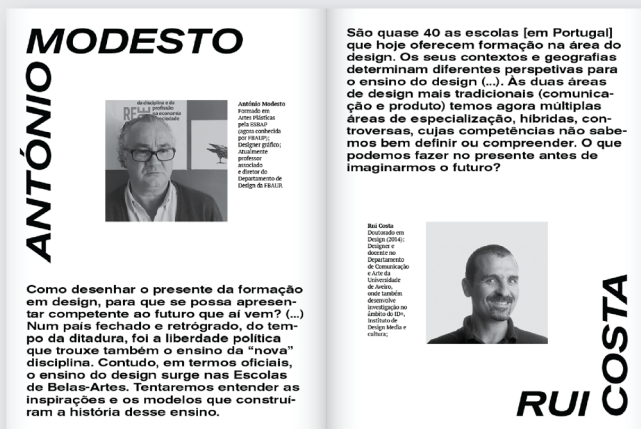 MODESTO
ANTÓNIO
António Modesto
Formado em
Artes Plásticas
pela ESBAP
(agora conhecida
por FBAUP);
Designer gráfico;
Atualmente
professor
associado
e diretor do
Departamento de
Design da FBAUP.
da disciplina e da
profissão
na economia
sociedade
Como desenhar o presente da formação
em design, para que se possa apresen-
tar competente ao futuro que aí vem? (...)
Num país fechado e retrógrado, do tem-
po da ditadura, foi a liberdade política
que trouxe também o ensino da “nova”
disciplina. Contudo, em termos oficiais,
o ensino do design surge nas Escolas
de Belas-Artes. Tentaremos entender as
inspirações e os modelos que construí-
ram a história desse ensino.
São quase 40 as escolas [em Portugal]
que hoje oferecem formação na área do
design. Os seus contextos e geografias
determinam diferentes perspetivas para
o ensino do design (...). Às duas áreas
de design mais tradicionais (comunica-
ção e produto) temos agora múltiplas
áreas de especialização, híbridas, con-
troversas, cujas competências não sabe-
mos bem definir ou compreender. O que
podemos fazer no presente antes de
imaginarmos o futuro?
Rui Costa
Doutorado em
Design (2014);
Designer e
docente no
Departamento
de Comunicação
e Arte da
Universidade
de Aveiro,
onde também
desenvolve
investigação no
âmbito do ID+,
Instituto de
Design Media e
cultura;
RUI
COSTA